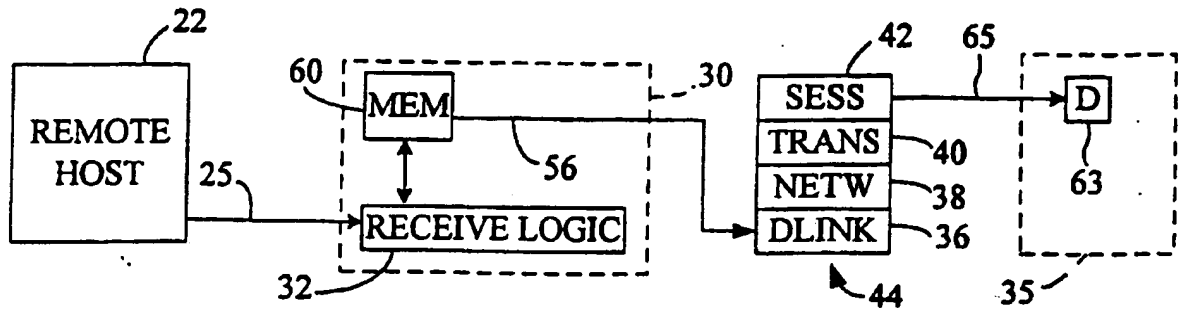 22
REMOTE
HOST
25
60
MEM
56
30
RECEIVE LOGIC
32
42
SESS
TRANS
NETW
DLINK
40
38
36
44
65
D
63
35